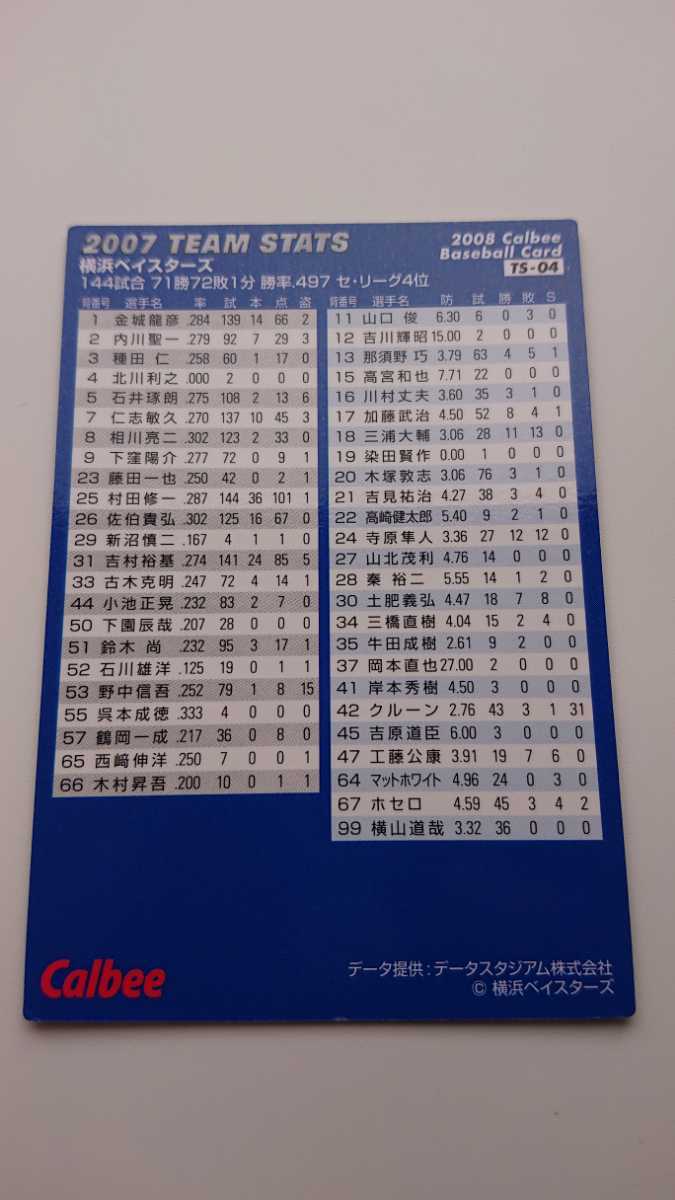 2007 TEAM STATS
2008 Calbee
Baseball Card
TS-04
横浜ベイスターズ
144試合 71勝72敗1分 勝率.497 セ・リーグ4位
背番号 選手名 率 試 本 点 盗
1 金城龍彦 .284 139 14 66 2
2 内川聖一 .279 92 7 29 3
3 種田 仁 .258 60 1 17 0
4 北川利之 .000 2 0 0 0
5 石井琢朗 .275 108 2 13 6
7 仁志敏久 .270 137 10 45 3
8 相川亮二 .302 123 2 33 0
9 下窪陽介 .277 72 0 9 1
23 藤田一也 .250 42 0 2 1
25 村田修一 .287 144 36 101 1
26 佐伯貴弘 .302 125 16 67 0
29 新沼慎二 .167 4 1 1 0
31 吉村裕基 .274 141 24 85 5
33 古木克明 .247 72 4 14 1
44 小池正晃 .232 83 2 7 0
50 下園辰哉 .207 28 0 0 0
51 鈴木 尚 .232 95 3 17 1
52 石川雄洋 .125 19 0 0 1
53 野中信吾 .252 79 1 8 15
55 呉本成徳 .333 4 0 0 0
57 鶴岡一成 .217 36 0 8 0
65 西﨑伸洋 .250 7 0 0 1
66 木村昇吾 .200 10 0 1 1
背番号 選手名 防 試 勝 敗 S
11 山口 俊 6.30 6 0 3 0
12 吉川輝昭 15.00 2 0 0 0
13 那須野 巧 3.79 63 4 5 1
15 高宮和也 7.71 22 0 0 0
16 川村丈夫 3.60 35 3 1 0
17 加藤武治 4.50 52 8 4 1
18 三浦大輔 3.06 28 11 13 0
19 染田賢作 0.00 1 0 0 0
20 木塚敦志 3.06 76 3 1 0
21 吉見祐治 4.27 38 3 4 0
22 高崎健太郎 5.40 9 2 1 0
24 寺原隼人 3.36 27 12 12 0
27 山北茂利 4.76 14 0 0 0
28 秦 裕二 5.55 14 1 2 0
30 土肥義弘 4.47 18 7 8 0
34 三橋直樹 4.04 15 2 4 0
35 牛田成樹 2.61 9 2 0 0
37 岡本直也 27.00 2 0 0 0
41 岸本秀樹 4.50 3 0 0 0
42 クルーン 2.76 43 3 1 31
45 吉原道臣 6.00 3 0 0 0
47 工藤公康 3.91 19 7 6 0
64 マットホワイト 4.96 24 0 3 0
67 ホセロ 4.59 45 3 4 2
99 横山道哉 3.32 36 0 0 0
Calbee
データ提供:データスタジアム株式会社
© 横浜ベイスターズ